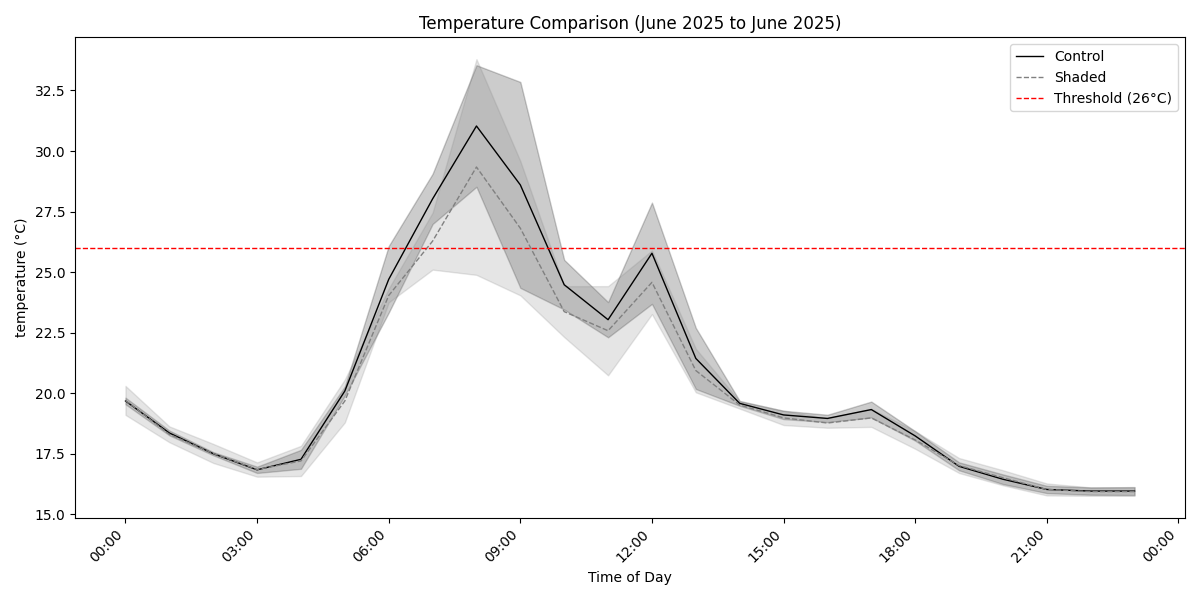 Temperature Comparison (June 2025 to June 2025)
Control
Shaded
Threshold (26°C)
temperature (°C)
32.5
30.0
27.5
25.0
22.5
20.0
17.5
15.0
00:00
03:00
06:00
09:00
12:00
15:00
18:00
21:00
00:00
Time of Day